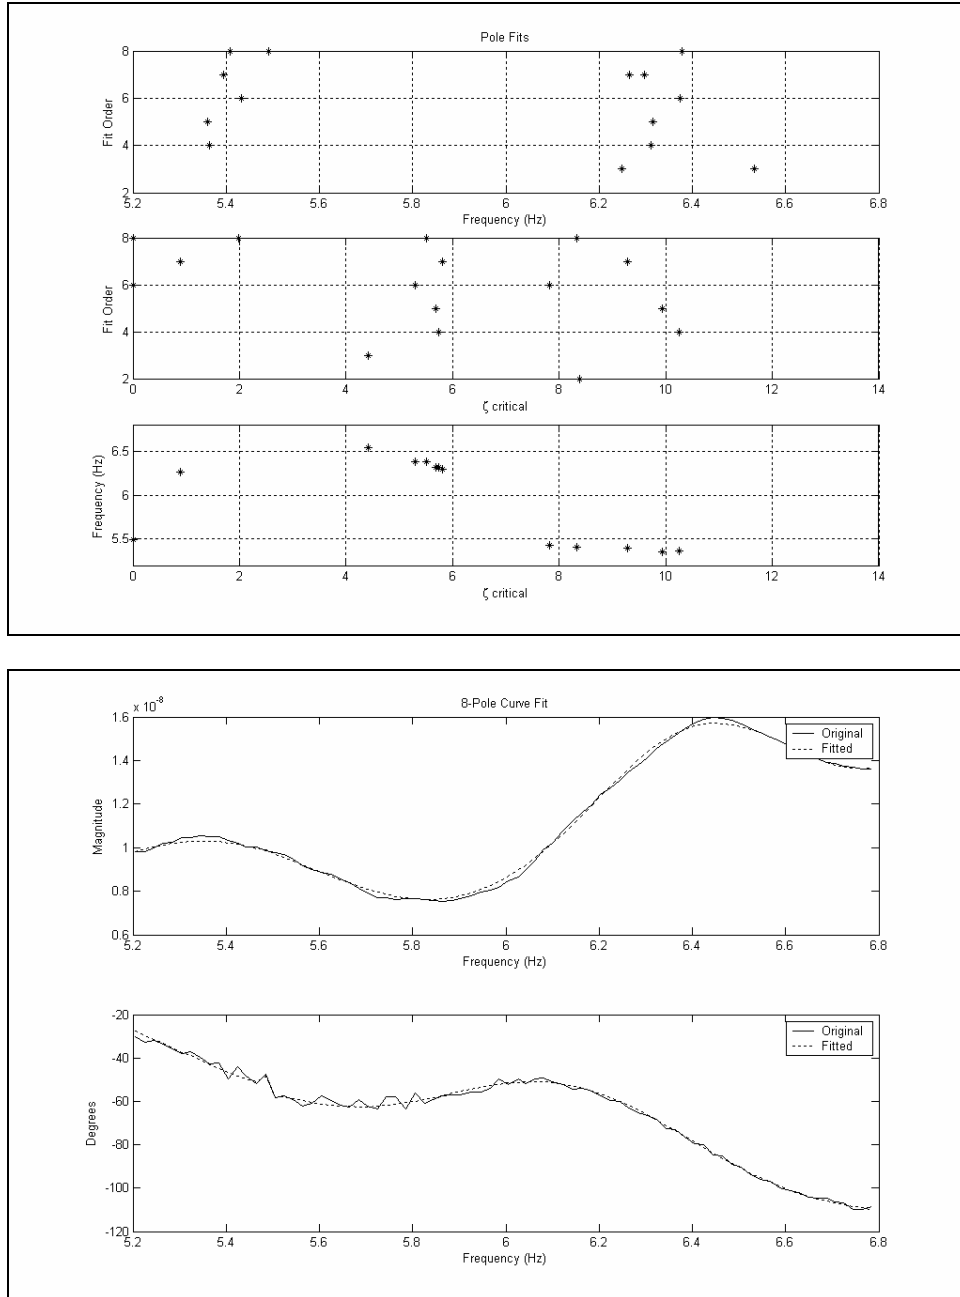 Pole Fits
8
6
4
2
Fit Order
5.2 5.4 5.6 5.8 6 6.2 6.4 6.6 6.8
Frequency (Hz)
8
6
4
2
Fit Order
0 2 4 6 8 10 12 14
ζ critical
6.5
6
5.5
Frequency (Hz)
0 2 4 6 8 10 12 14
ζ critical
x 10-8
8-Pole Curve Fit
1.6
1.4
1.2
1
0.8
0.6
Magnitude
Original
Fitted
5.2 5.4 5.6 5.8 6 6.2 6.4 6.6 6.8
Frequency (Hz)
-20
-40
-60
-80
-100
-120
Degrees
Original
Fitted
5.2 5.4 5.6 5.8 6 6.2 6.4 6.6 6.8
Frequency (Hz)